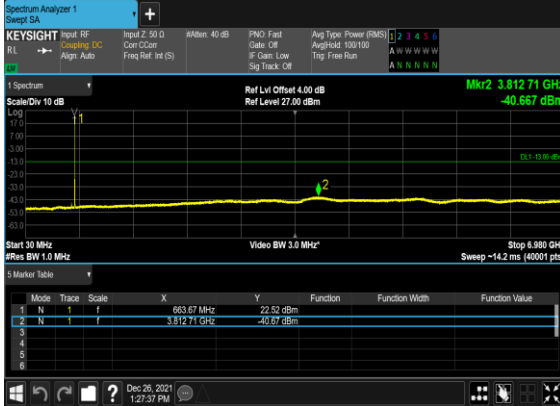 Spectrum Analyzer 1
Swept SA
+
KEYSIGHT
RL
Input: RF
Coupling: DC
Align: Auto
Input Z: 50 Ω
Corr CCorr
Freq Ref: Int (S)
#Atten: 40 dB
PNO: Fast
Gate: Off
IF Gain: Low
Sig Track: Off
Avg Type: Power (RMS)
Avg|Hold: 100/100
Trig: Free Run
1 2 3 4 5 6
A W W W W W
A N N N N N
1 Spectrum
Scale/Div 10 dB
Ref Lvl Offset 4.00 dB
Ref Level 27.00 dBm
Mkr2 3.812 71 GHz
-40.667 dBm
Log
17.0
7.00
-3.00
-13.0
-23.0
-33.0
-43.0
-53.0
-63.0
1
2
DL1 -13.00 dBm
Start 30 MHz
#Res BW 1.0 MHz
Video BW 3.0 MHz*
Stop 6.980 GH
Sweep ~14.2 ms (40001 pts
5 Marker Table
Mode Trace Scale X Y Function Function Width Function Value
1 N 1 f 663.67 MHz 22.52 dBm
2 N 1 f 3.812 71 GHz -40.67 dBm
3
4
5
6
?
Dec 26, 2021
1:27:37 PM